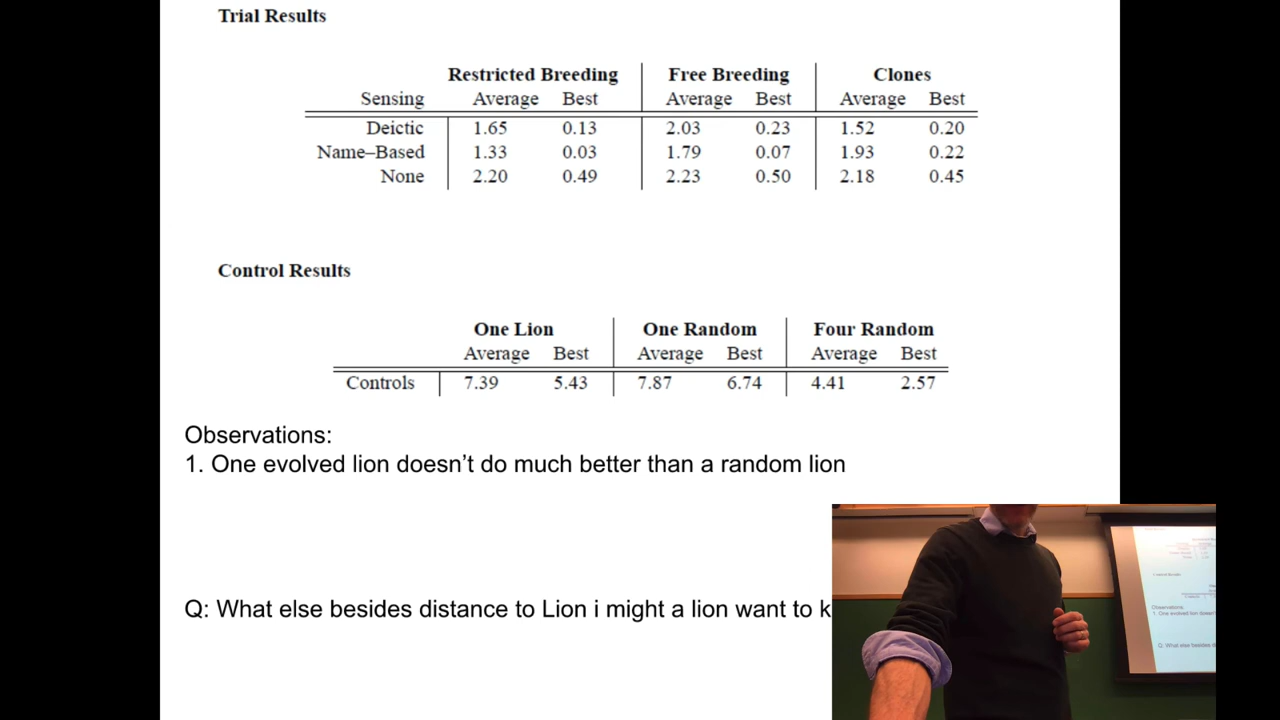 Trial Results
Restricted Breeding Free Breeding Clones
Sensing Average Best Average Best Average Best
Deictic 1.65 0.13 2.03 0.23 1.52 0.20
Name–Based 1.33 0.03 1.79 0.07 1.93 0.22
None 2.20 0.49 2.23 0.50 2.18 0.45
Control Results
One Lion One Random Four Random
Average Best Average Best Average Best
Controls 7.39 5.43 7.87 6.74 4.41 2.57
Observations:
1. One evolved lion doesn't do much better than a random lion
Q: What else besides distance to Lion i might a lion want to k